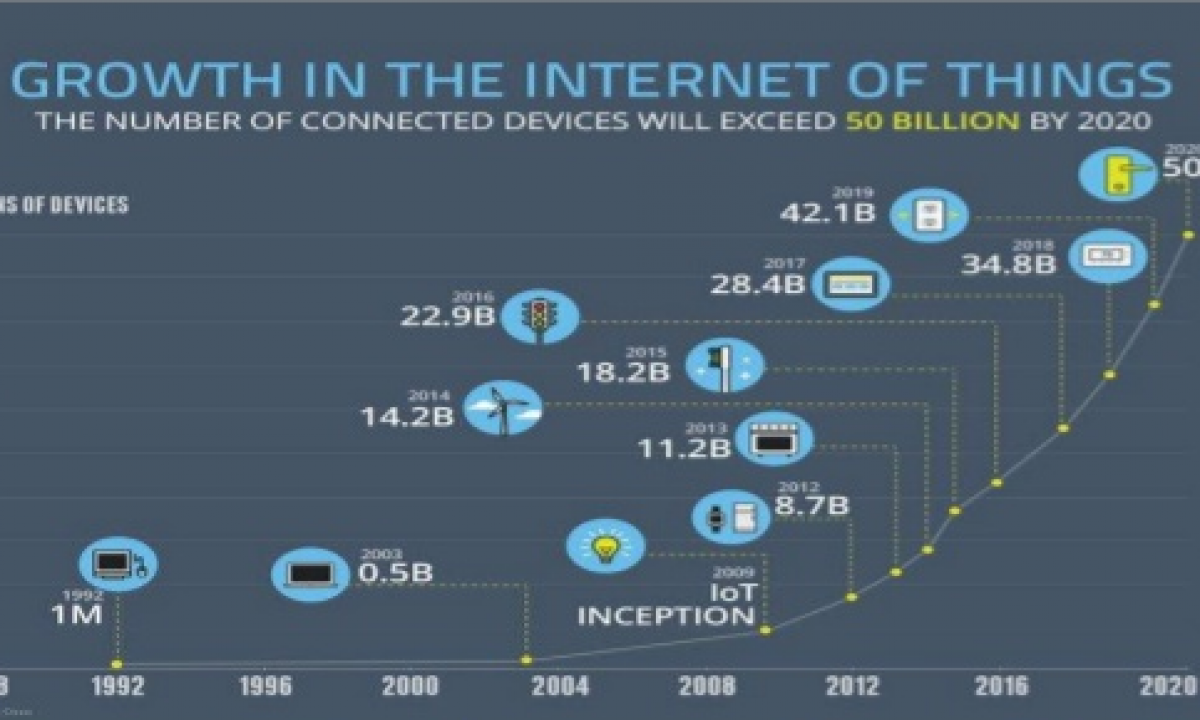 GROWTH IN THE INTERNET OF THINGS
THE NUMBER OF CONNECTED DEVICES WILL EXCEED 50 BILLION BY 2020
2020
50
NS OF DEVICES
2019
42.1B
2018
34.8B
2017
28.4B
2016
22.9B
2015
18.2B
2014
14.2B
2013
11.2B
2012
8.7B
2009
IoT
INCEPTION
2003
0.5B
1992
1M
8 1992 1996 2000 2004 2008 2012 2016 2020